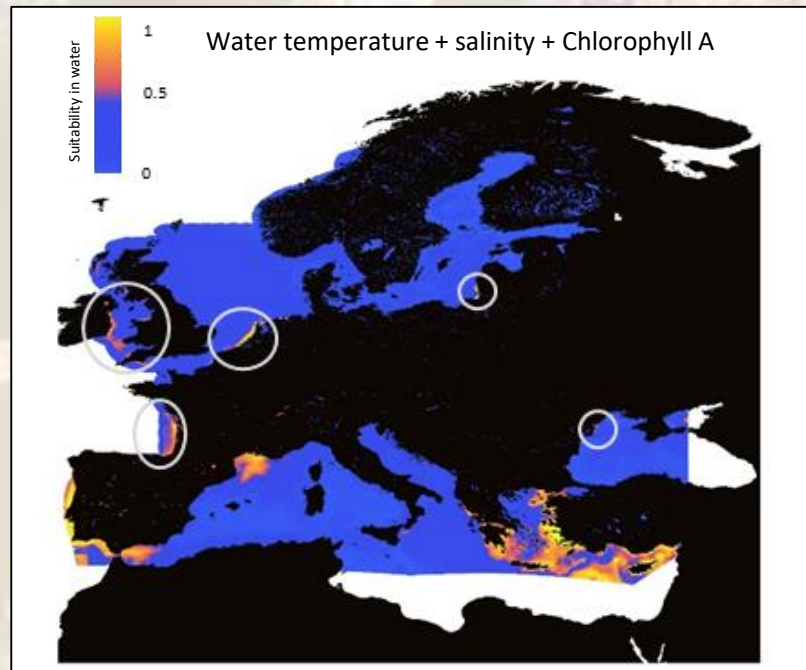 Water temperature + salinity + Chlorophyll A
Suitability in water
1
0.5
0